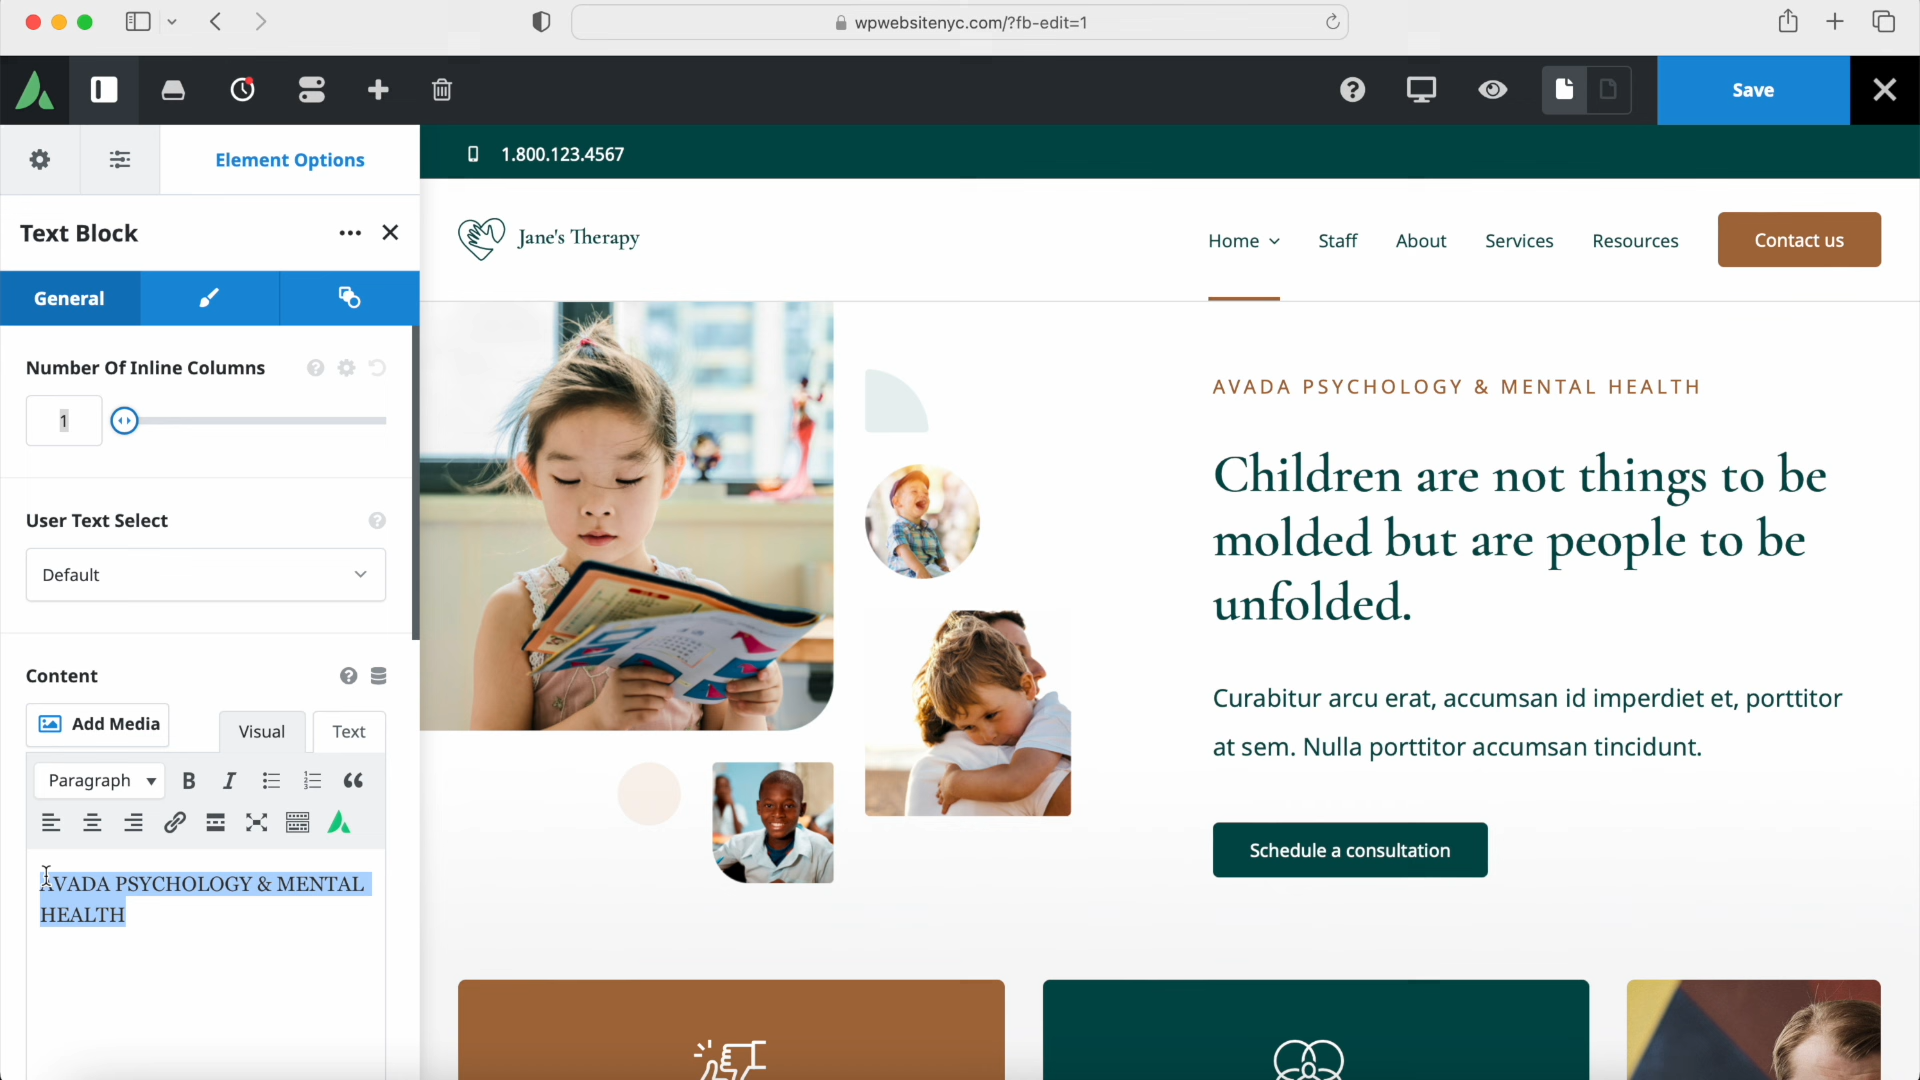 wpwebsitenyc.com/?fb-edit=1
Save
Element Options
1.800.123.4567
Text Block
Jane's Therapy
Home
Staff
About
Services
Resources
Contact us
General
Number Of Inline Columns
1
User Text Select
Default
Content
Add Media
Visual
Text
Paragraph
AVADA PSYCHOLOGY & MENTAL
HEALTH
AVADA PSYCHOLOGY & MENTAL HEALTH
Children are not things to be
molded but are people to be
unfolded.
Curabitur arcu erat, accumsan id imperdiet et, porttitor
at sem. Nulla porttitor accumsan tincidunt.
Schedule a consultation